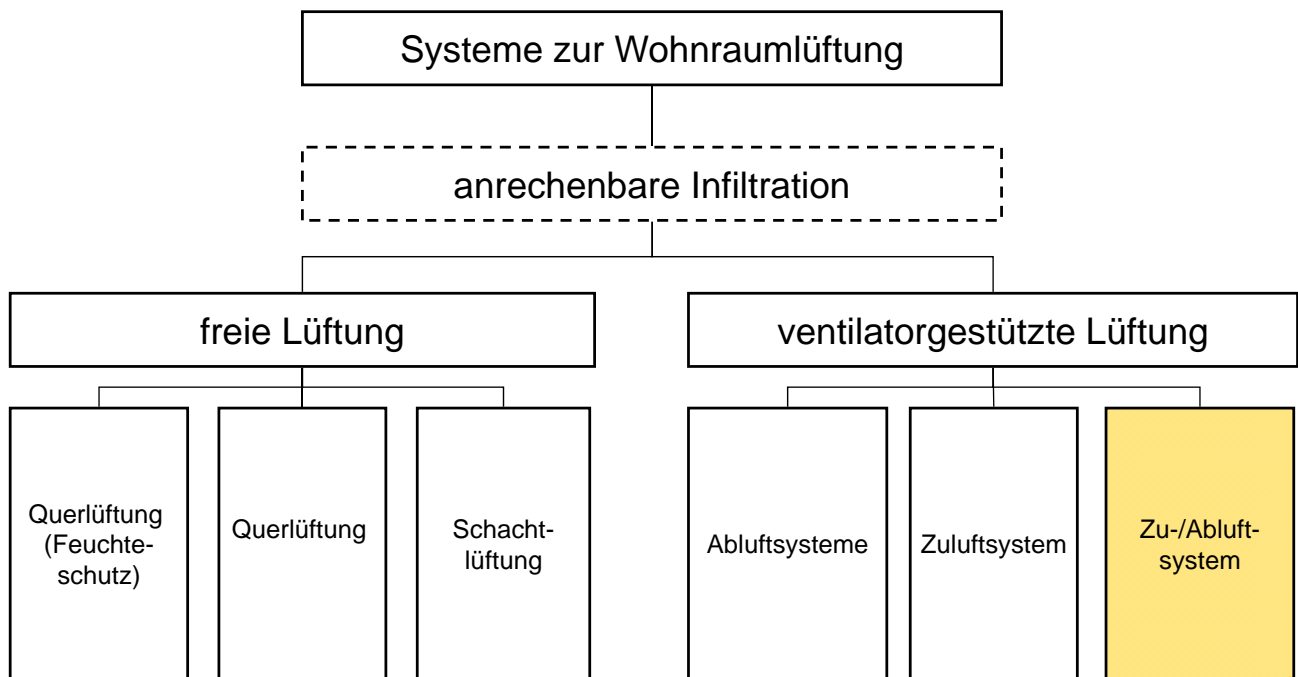 Systeme zur Wohnraumlüftung
anrechenbare Infiltration
freie Lüftung
ventilatorgestützte Lüftung
Querlüftung
(Feuchte-
schutz)
Querlüftung
Schacht-
lüftung
Abluftsysteme
Zuluftsystem
Zu-/Abluft-
system